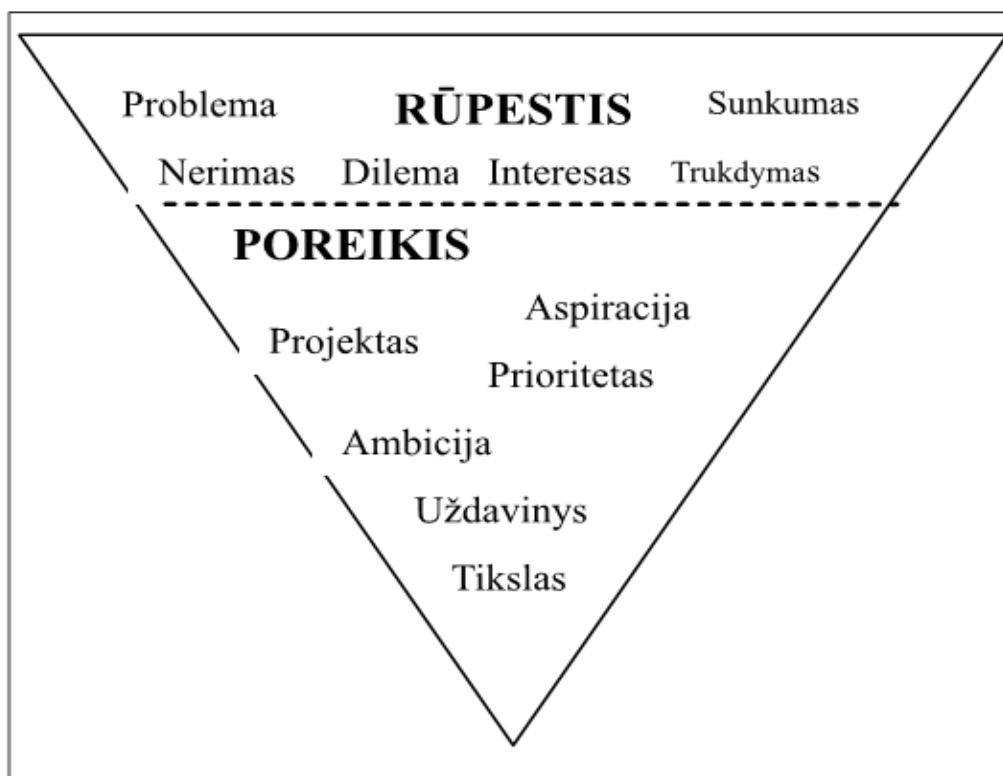 Problema RŪPESTIS Sunkumas
Nerimas Dilema Interesas Trukdymas
POREIKIS
Aspiracija
Projektas
Prioritetas
Ambicija
Uždavinys
Tikslas